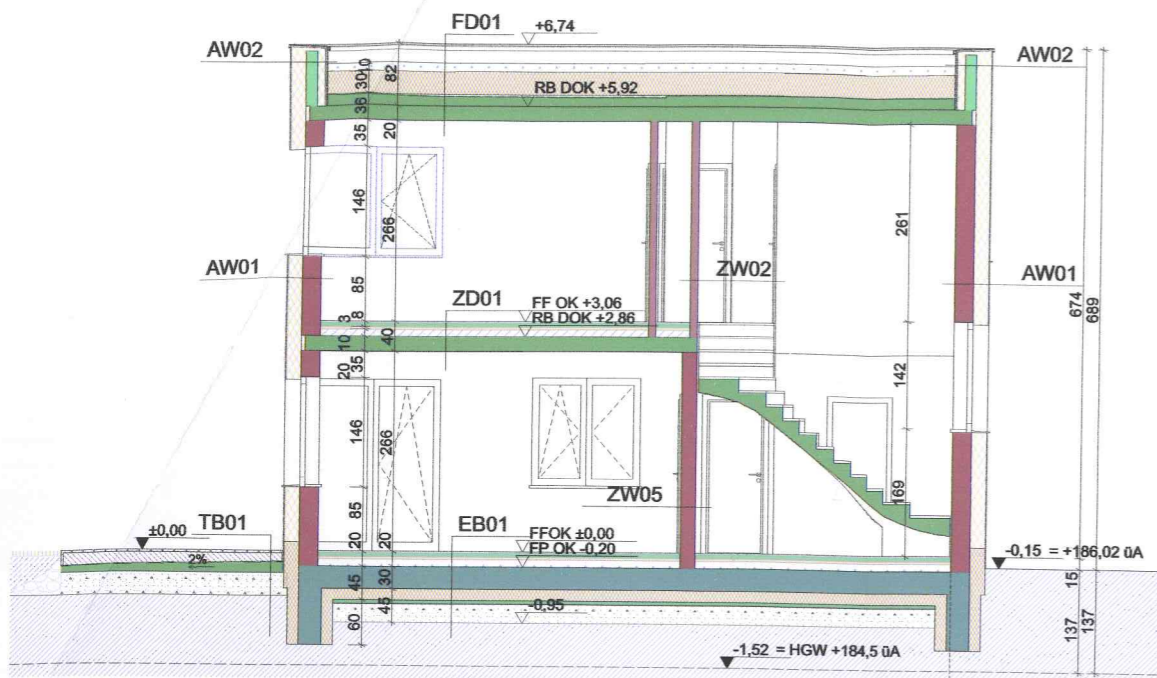 FD01
+6,74
AW02
AW02
10
30
82
RB DOK +5,92
36
35
20
146
266
261
AW01
ZW02
AW01
85
ZD01
FF OK +3,06
RB DOK +2,86
3
8
674
689
10
40
20
35
142
146
266
ZW05
169
85
TB01
EB01
±0,00
20
20
FFOK ±0,00
FP OK -0,20
2%
-0,15 = +186,02 üA
45
30
15
45
-0,95
60
137
137
-1,52 = HGW +184,5 üA